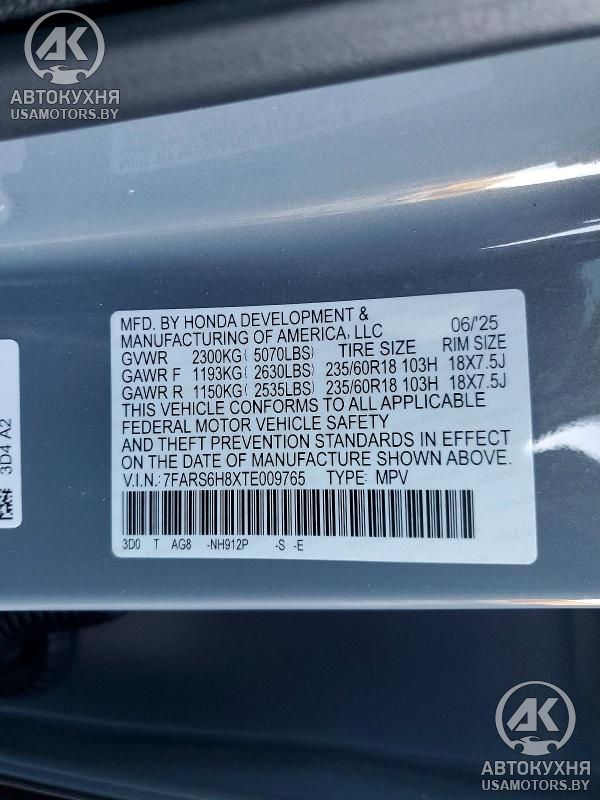 АК
АВТОКУХНЯ
USAMOTORS.BY
MFD. BY HONDA DEVELOPMENT &
MANUFACTURING OF AMERICA, LLC 06/'25
GVWR 2300KG( 5070LBS) TIRE SIZE RIM SIZE
GAWR F 1193KG( 2630LBS) 235/60R18 103H 18X7.5J
GAWR R 1150KG( 2535LBS) 235/60R18 103H 18X7.5J
THIS VEHICLE CONFORMS TO ALL APPLICABLE
FEDERAL MOTOR VEHICLE SAFETY
AND THEFT PREVENTION STANDARDS IN EFFECT
ON THE DATE OF MANUFACTURE SHOWN ABOVE.
V.I.N.:7FARS6H8XTE009765 TYPE: MPV
3D0 T AG8 -NH912P -S -E
3D4 A2
АК
АВТОКУХНЯ
USAMOTORS.BY